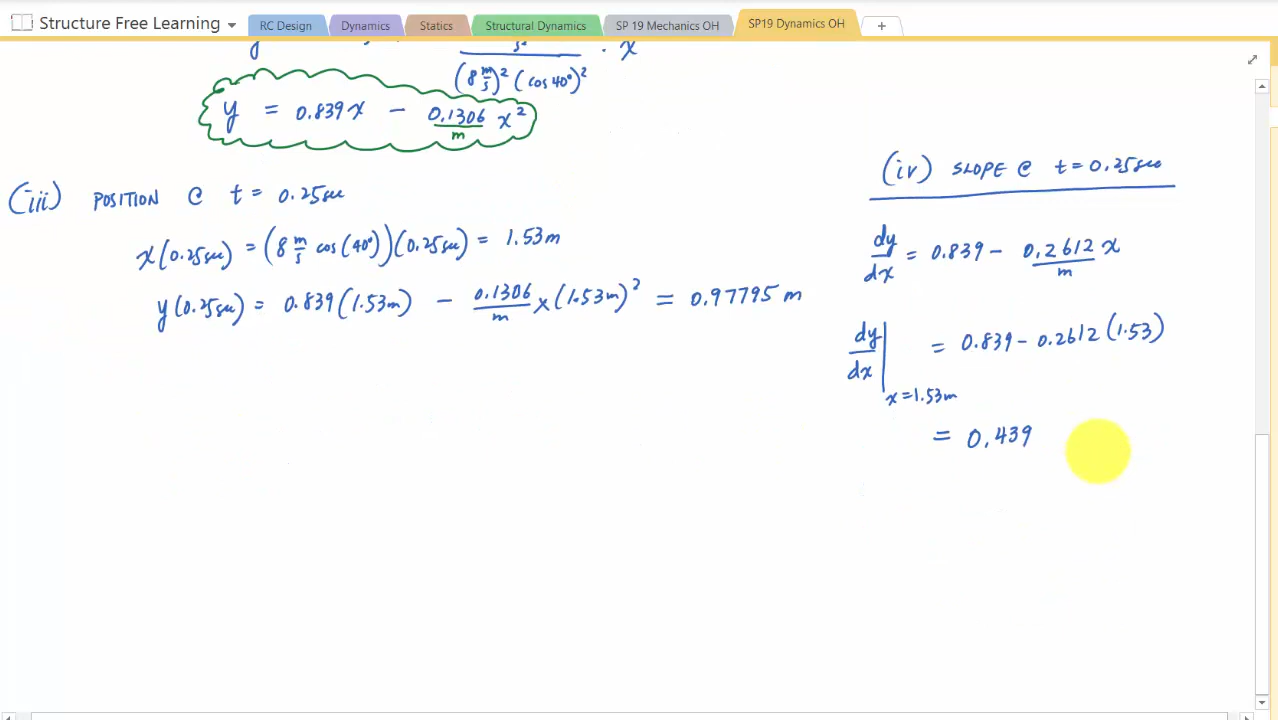 Structure Free Learning
RC Design
Dynamics
Statics
Structural Dynamics
SP 19 Mechanics OH
SP19 Dynamics OH
+
y
· x
(8 m/s)² (cos 40°)²
y = 0.839x − 0.1306/m x²
(iii) POSITION @ t = 0.25sec
x(0.25sec) = (8 m/s cos(40°))(0.25sec) = 1.53m
y(0.25sec) = 0.839(1.53m) − 0.1306/m x (1.53m)² = 0.97795 m
(iv) SLOPE @ t = 0.25sec
dy/dx = 0.839 − 0.2612/m x
dy/dx | x=1.53m = 0.839 − 0.2612 (1.53)
= 0.439